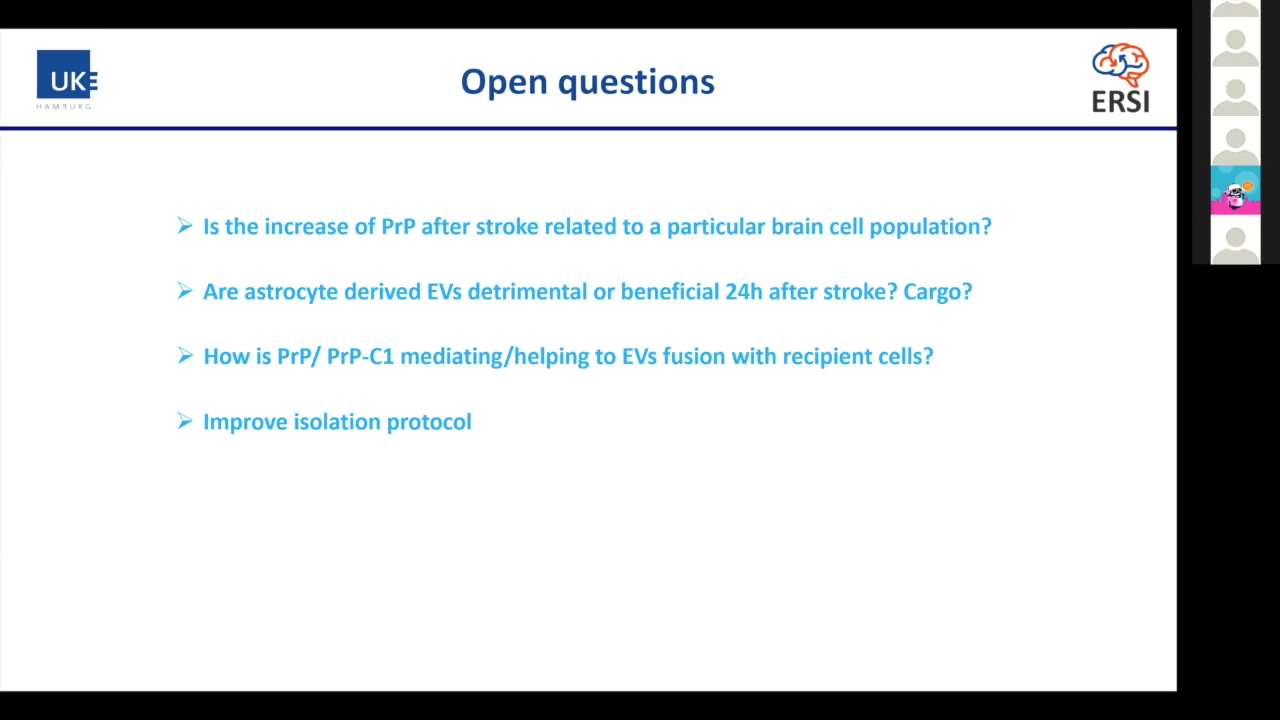 UKE
HAMBURG
Open questions
ERSI
Is the increase of PrP after stroke related to a particular brain cell population?
Are astrocyte derived EVs detrimental or beneficial 24h after stroke? Cargo?
How is PrP/ PrP-C1 mediating/helping to EVs fusion with recipient cells?
Improve isolation protocol